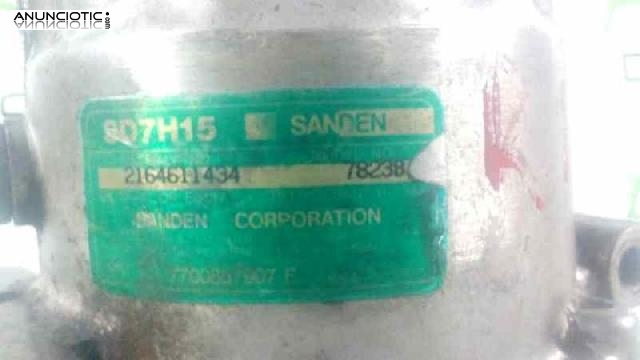 ANUNCIOTIC
.COM
SD7H15 SANDEN
2164611434 78238
SANDEN CORPORATION
7700857907 F